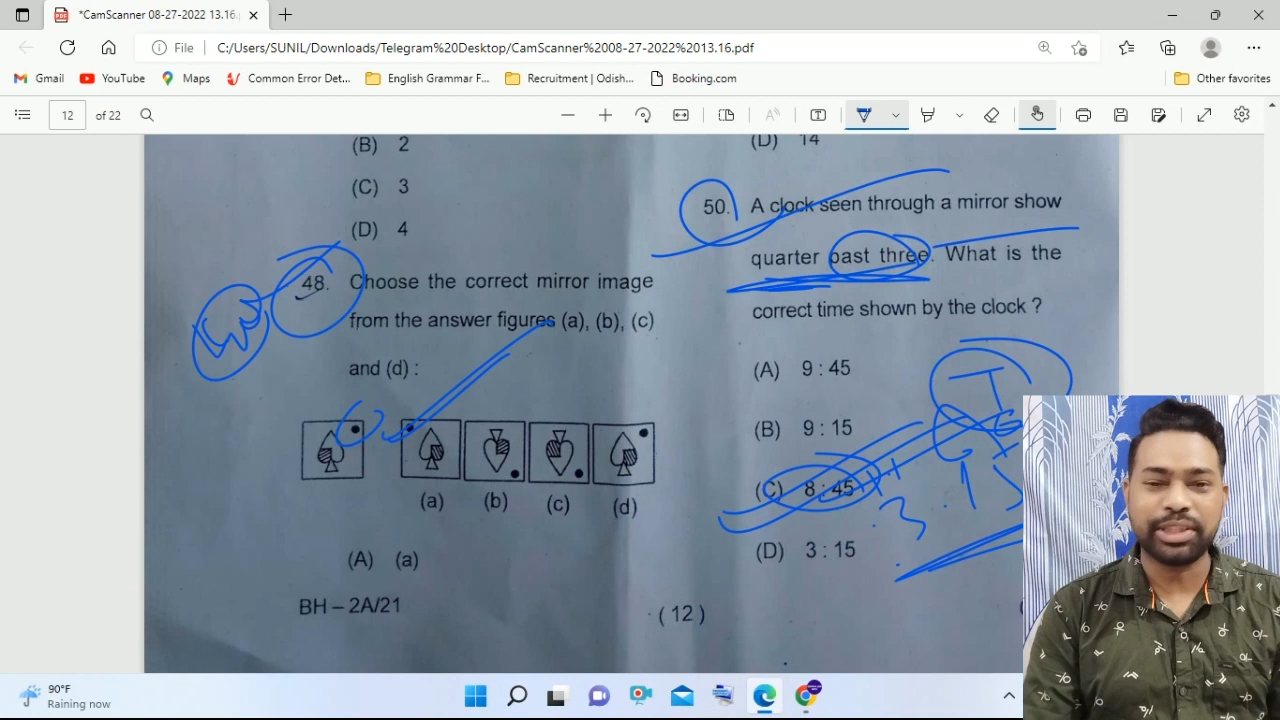 *CamScanner 08-27-2022 13.16.
File C:/Users/SUNIL/Downloads/Telegram%20Desktop/CamScanner%2008-27-2022%2013.16.pdf
Gmail YouTube Maps Common Error Det... English Grammar F... Recruitment | Odish... Booking.com Other favorites
12 of 22
(B) 2
(C) 3
(D) 4
48. Choose the correct mirror image
from the answer figures (a), (b), (c)
and (d) :
(a) (b) (c) (d)
(A) (a)
BH – 2A/21
(D) 14
50. A clock seen through a mirror show
quarter past three. What is the
correct time shown by the clock ?
(A) 9 : 45
(B) 9 : 15
(C) 8 : 45
(D) 3 : 15
3.15
( 12 )
90°F
Raining now